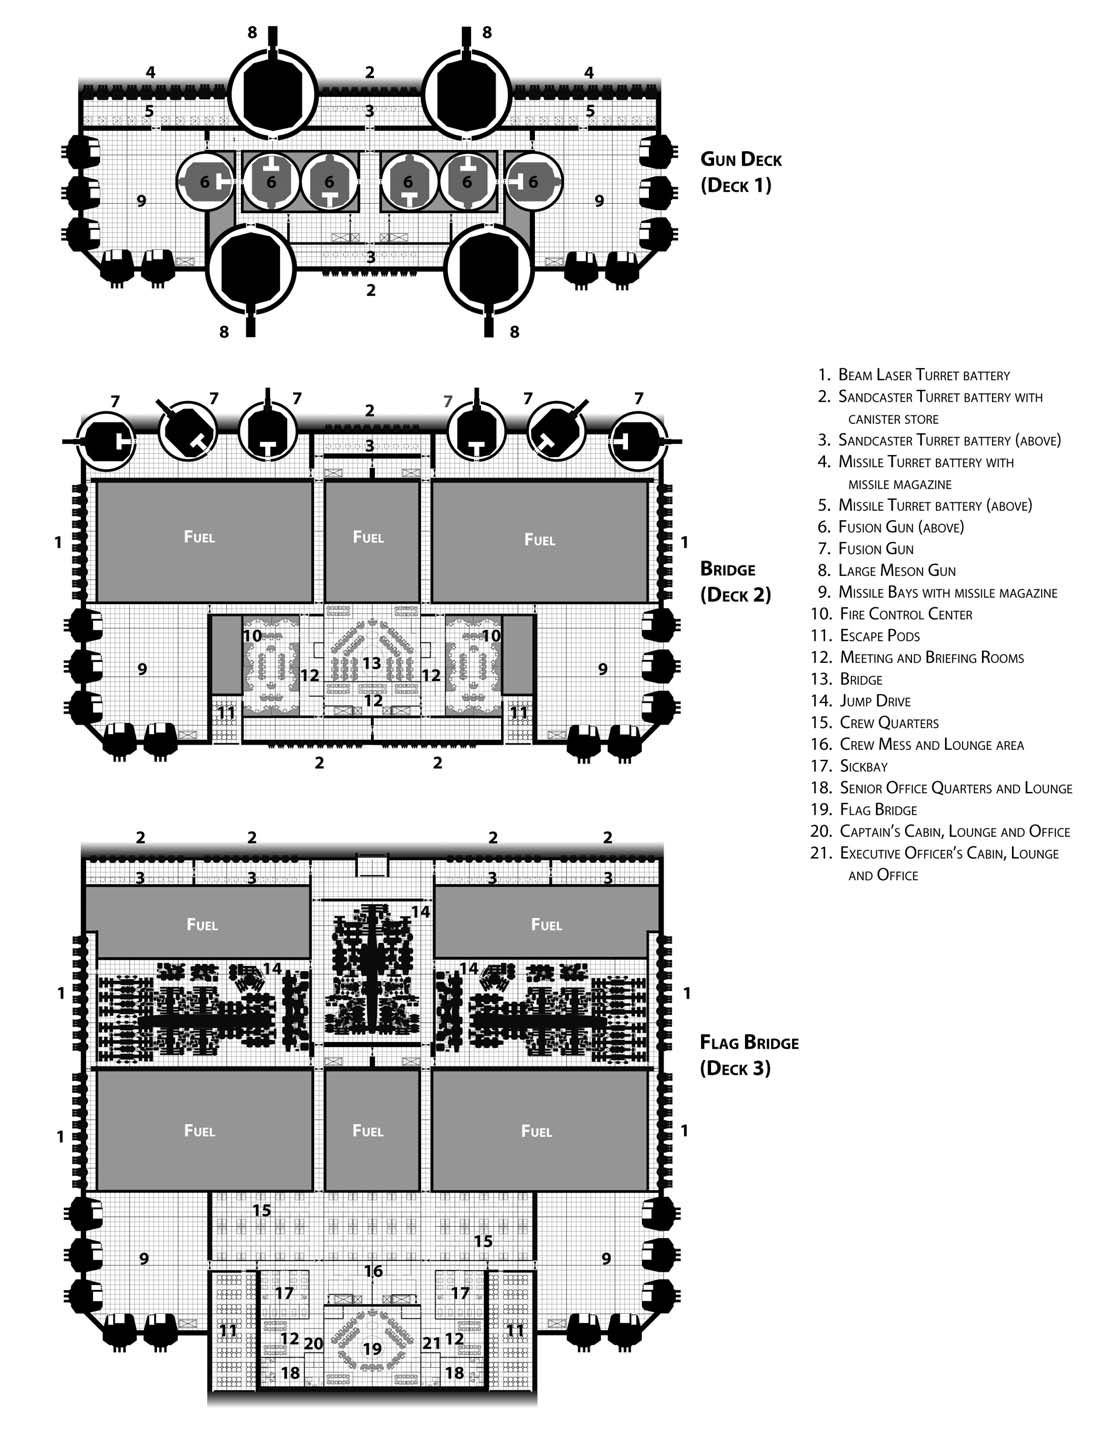 8
8
4
2
4
5
3
5
Gun Deck
(Deck 1)
6
6
6
6
6
6
9
9
3
2
8
8
7
7
7
2
7
7
7
3
1
Fuel
Fuel
Fuel
1
Bridge
(Deck 2)
10
10
9
12
13
12
9
12
11
11
2
2
1. Beam Laser Turret battery
2. Sandcaster Turret battery with
canister store
3. Sandcaster Turret battery (above)
4. Missile Turret battery with
missile magazine
5. Missile Turret battery (above)
6. Fusion Gun (above)
7. Fusion Gun
8. Large Meson Gun
9. Missile Bays with missile magazine
10. Fire Control Center
11. Escape Pods
12. Meeting and Briefing Rooms
13. Bridge
14. Jump Drive
15. Crew Quarters
16. Crew Mess and Lounge area
17. Sickbay
18. Senior Office Quarters and Lounge
19. Flag Bridge
20. Captain's Cabin, Lounge and Office
21. Executive Officer's Cabin, Lounge
and Office
2
2
2
2
3
3
3
3
Fuel
14
Fuel
14
14
1
1
Flag Bridge
(Deck 3)
1
Fuel
Fuel
Fuel
1
15
15
9
16
9
17
17
11
12
20
19
21
12
11
18
18